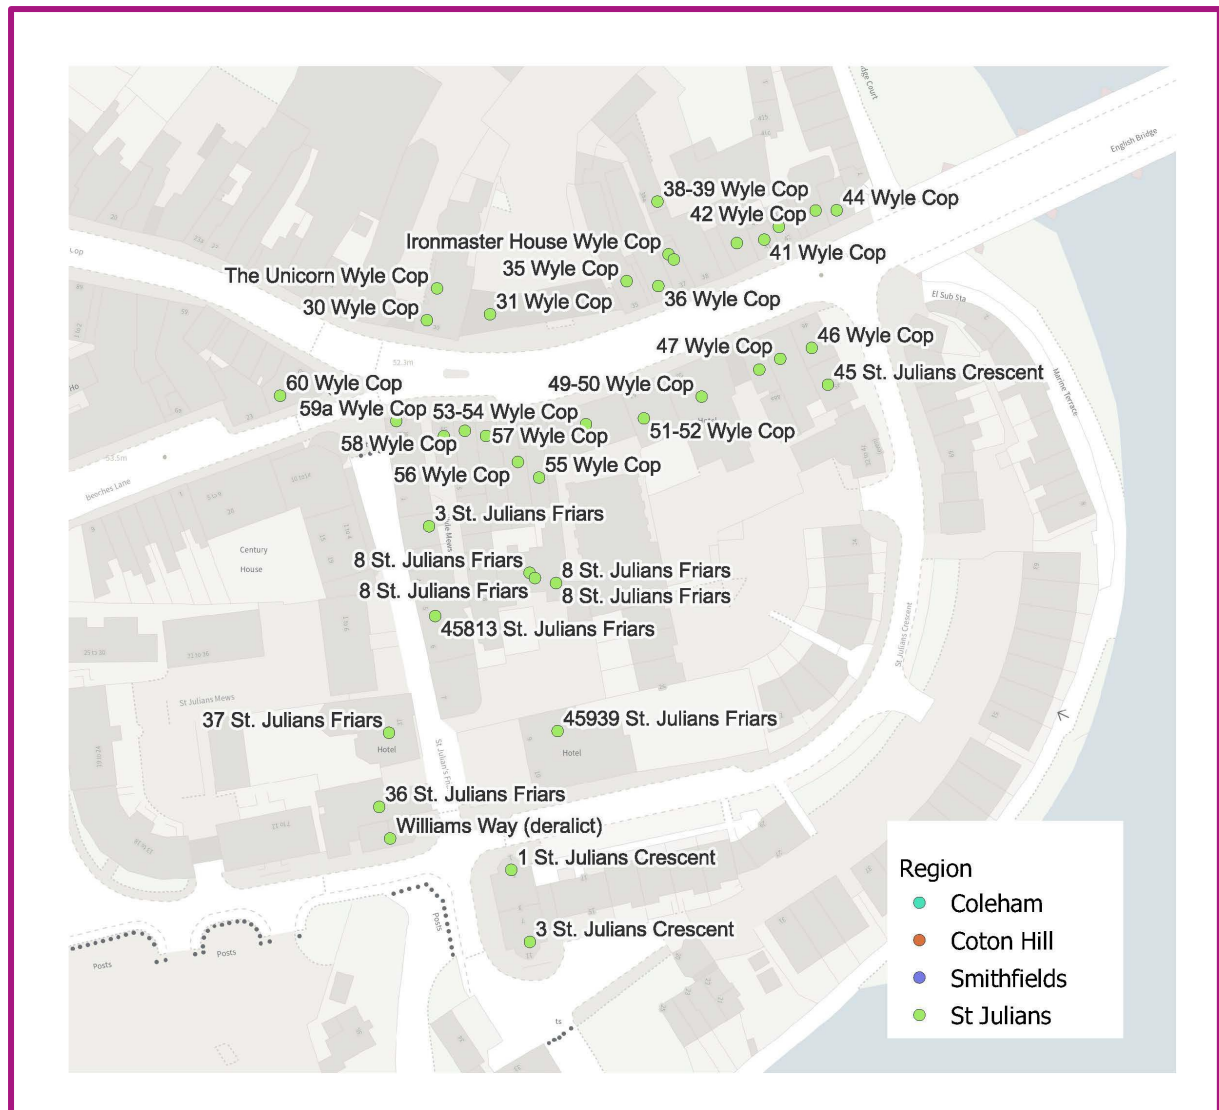 English Bridge
38-39 Wyle Cop
44 Wyle Cop
42 Wyle Cop
Ironmaster House Wyle Cop
41 Wyle Cop
The Unicorn Wyle Cop
35 Wyle Cop
31 Wyle Cop
36 Wyle Cop
30 Wyle Cop
El Sub Sta
46 Wyle Cop
47 Wyle Cop
52.3m
45 St. Julians Crescent
60 Wyle Cop
49-50 Wyle Cop
Marine Terrace
59a Wyle Cop
53-54 Wyle Cop
Hotel
51-52 Wyle Cop
58 Wyle Cop
57 Wyle Cop
53.5m
56 Wyle Cop
55 Wyle Cop
Beeches Lane
3 St. Julians Friars
Century
House
8 St. Julians Friars
8 St. Julians Friars
8 St. Julians Friars
8 St. Julians Friars
45813 St. Julians Friars
St Julians Crescent
St Julians Mews
37 St. Julians Friars
45939 St. Julians Friars
Hotel
Hotel
36 St. Julians Friars
Williams Way (deralict)
1 St. Julians Crescent
3 St. Julians Crescent
Posts
Posts
Posts
Region
Coleham
Coton Hill
Smithfields
St Julians